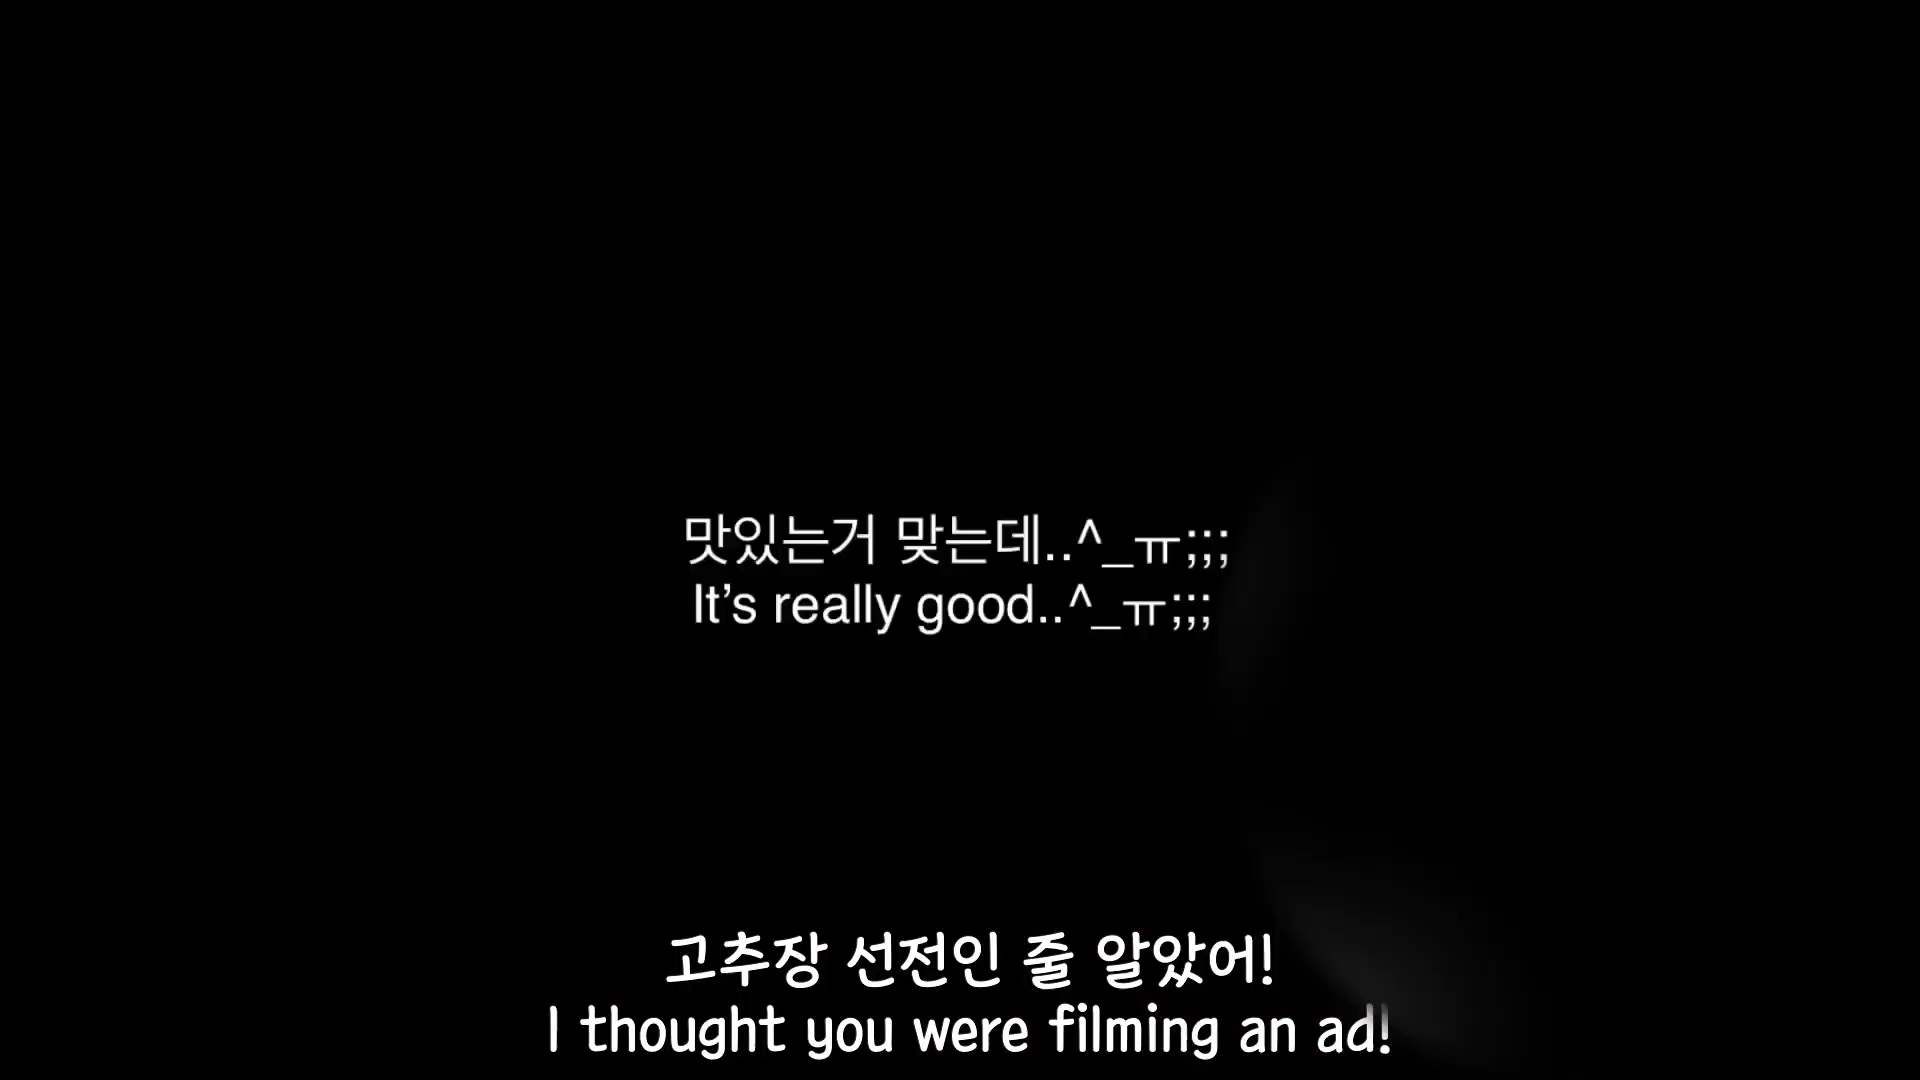 맛있는거 맞는데..^_ㅠ;;;
It’s really good..^_ㅠ;;;
고추장 선전인 줄 알았어!
I thought you were filming an ad!